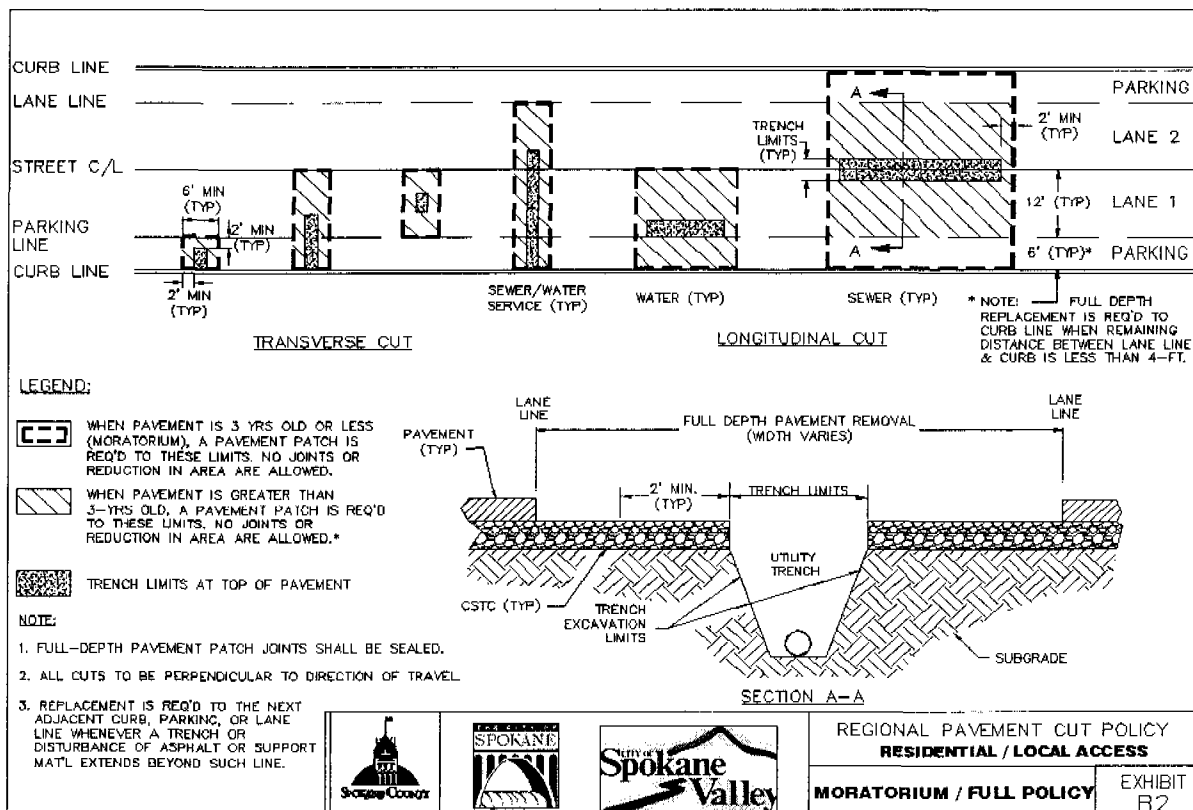 CURB LINE
LANE LINE
STREET C/L
PARKING
LINE
CURB LINE
6' MIN
(TYP)
2' MIN
(TYP)
2' MIN
(TYP)
TRENCH
LIMITS
(TYP)
A
A
2' MIN
(TYP)
12' (TYP)
6' (TYP)*
PARKING
LANE 2
LANE 1
PARKING
SEWER/WATER
SERVICE (TYP)
WATER (TYP)
SEWER (TYP)
TRANSVERSE CUT
LONGITUDINAL CUT
* NOTE: FULL DEPTH
REPLACEMENT IS REQ'D TO
CURB LINE WHEN REMAINING
DISTANCE BETWEEN LANE LINE
& CURB IS LESS THAN 4-FT.
LEGEND:
WHEN PAVEMENT IS 3 YRS OLD OR LESS
(MORATORIUM), A PAVEMENT PATCH IS
REQ'D TO THESE LIMITS. NO JOINTS OR
REDUCTION IN AREA ARE ALLOWED.
WHEN PAVEMENT IS GREATER THAN
3-YRS OLD, A PAVEMENT PATCH IS REQ'D
TO THESE LIMITS. NO JOINTS OR
REDUCTION IN AREA ARE ALLOWED.*
TRENCH LIMITS AT TOP OF PAVEMENT
NOTE:
1. FULL-DEPTH PAVEMENT PATCH JOINTS SHALL BE SEALED.
2. ALL CUTS TO BE PERPENDICULAR TO DIRECTION OF TRAVEL
3. REPLACEMENT IS REQ'D TO THE NEXT
ADJACENT CURB, PARKING, OR LANE
LINE WHENEVER A TRENCH OR
DISTURBANCE OF ASPHALT OR SUPPORT
MAT'L EXTENDS BEYOND SUCH LINE.
LANE
LINE
LANE
LINE
PAVEMENT
(TYP)
FULL DEPTH PAVEMENT REMOVAL
(WIDTH VARIES)
2' MIN.
(TYP)
TRENCH LIMITS
UTILITY
TRENCH
CSTC (TYP)
TRENCH
EXCAVATION
LIMITS
SUBGRADE
SECTION A-A
SPOKANE COUNTY
THE CITY OF
SPOKANE
CITY OF
Spokane
Valley
REGIONAL PAVEMENT CUT POLICY
RESIDENTIAL / LOCAL ACCESS
MORATORIUM / FULL POLICY
EXHIBIT
B2